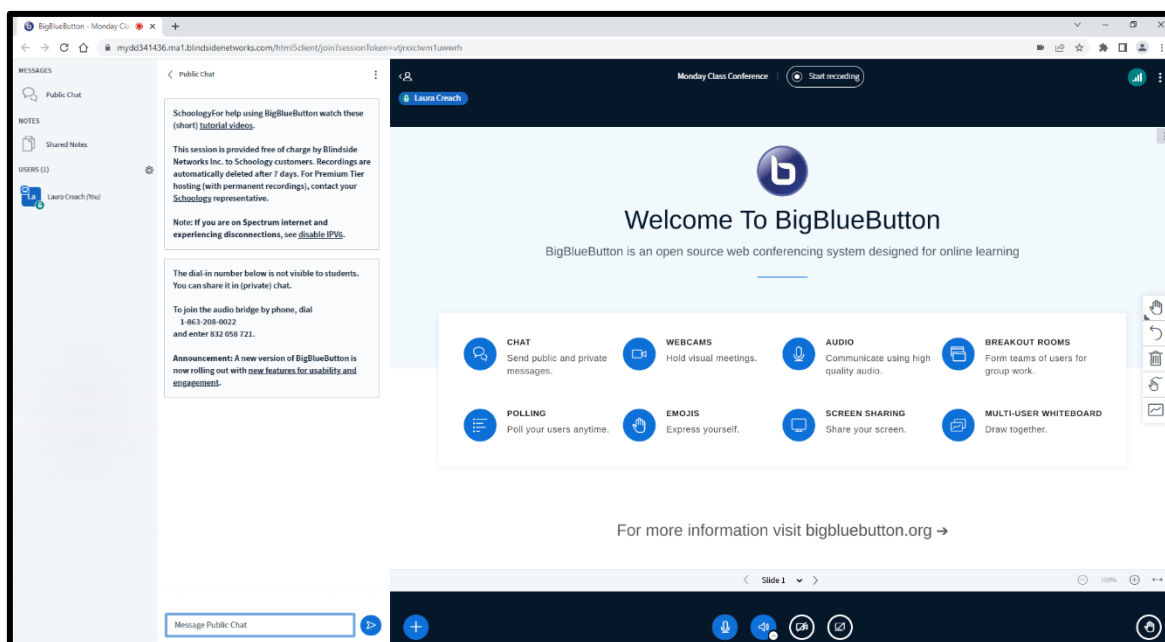 BigBlueButton - Monday Cla
mydd341436.rna1.blindsidenetworks.com/html5client/join?sessionToken=vtjrxxclwm1uwwrh
MESSAGES
Public Chat
NOTES
Shared Notes
USERS (1)
La
Laura Creach (You)
Public Chat
SchoologyFor help using BigBlueButton watch these
(short) tutorial videos.
This session is provided free of charge by Blindside
Networks Inc. to Schoology customers. Recordings are
automatically deleted after 7 days. For Premium Tier
hosting (with permanent recordings), contact your
Schoology representative.
Note: If you are on Spectrum internet and
experiencing disconnections, see disable IPV6.
The dial-in number below is not visible to students.
You can share it in (private) chat.
To join the audio bridge by phone, dial
1-863-208-0022
and enter 832 058 721.
Announcement: A new version of BigBlueButton is
now rolling out with new features for usability and
engagement.
Message Public Chat
Monday Class Conference
Start recording
Laura Creach
b
Welcome To BigBlueButton
BigBlueButton is an open source web conferencing system designed for online learning
CHAT
Send public and private
messages.
WEBCAMS
Hold visual meetings.
AUDIO
Communicate using high
quality audio.
BREAKOUT ROOMS
Form teams of users for
group work.
POLLING
Poll your users anytime.
EMOJIS
Express yourself.
SCREEN SHARING
Share your screen.
MULTI-USER WHITEBOARD
Draw together.
For more information visit bigbluebutton.org →
Slide 1
100%